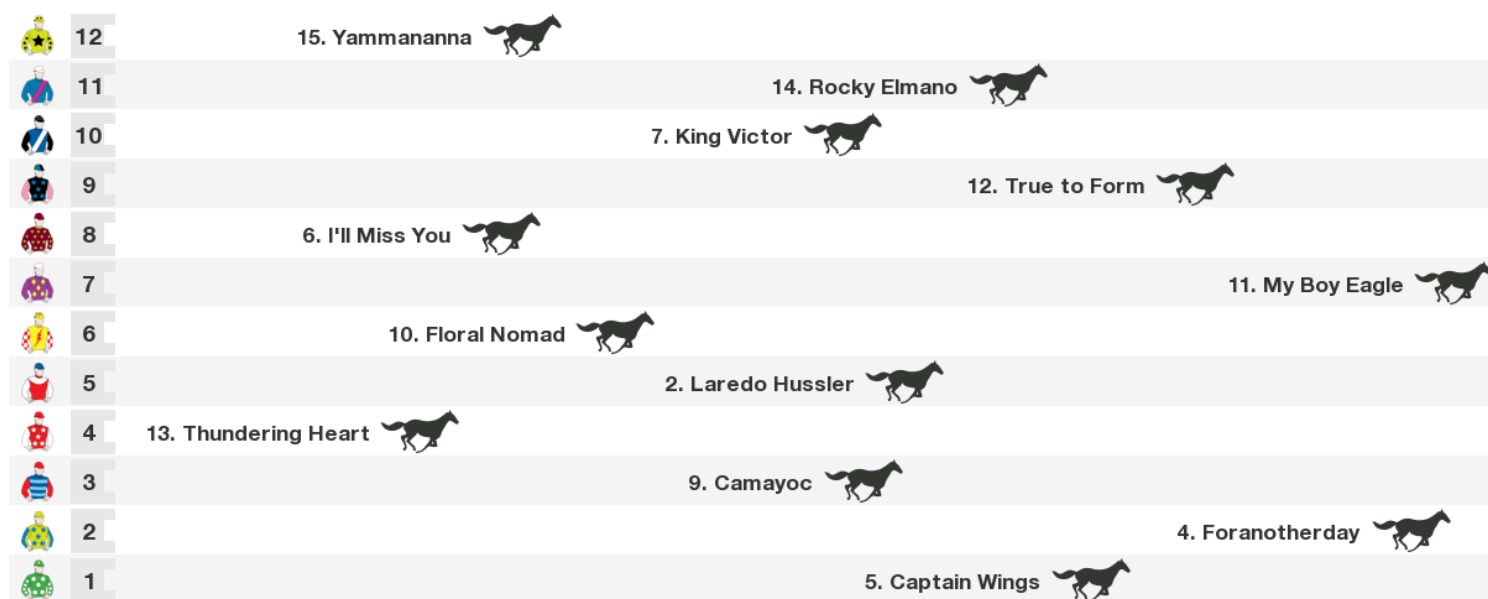 12 15. Yammananna
11 14. Rocky Elmano
10 7. King Victor
9 12. True to Form
8 6. I'll Miss You
7 11. My Boy Eagle
6 10. Floral Nomad
5 2. Laredo Hussler
4 13. Thundering Heart
3 9. Camayoc
2 4. Foranotherday
1 5. Captain Wings